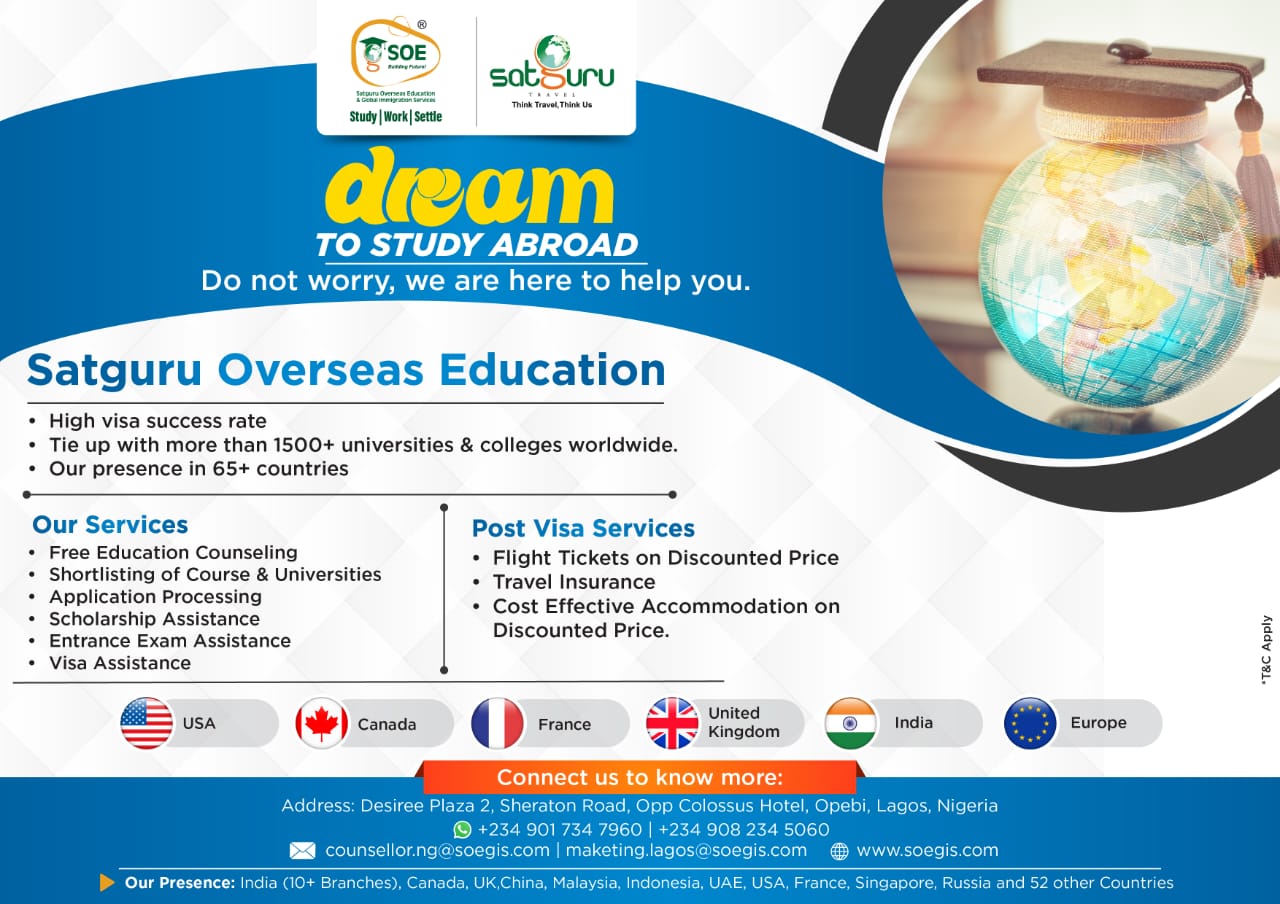 ®
SOE
Building Future!
Satguru Overseas Education
& Global Immigration Services
Study | Work | Settle
satguru
TRAVEL
Think Travel, Think Us
dream
TO STUDY ABROAD
Do not worry, we are here to help you.
Satguru Overseas Education
• High visa success rate
• Tie up with more than 1500+ universities & colleges worldwide.
• Our presence in 65+ countries
Our Services
• Free Education Counseling
• Shortlisting of Course & Universities
• Application Processing
• Scholarship Assistance
• Entrance Exam Assistance
• Visa Assistance
Post Visa Services
• Flight Tickets on Discounted Price
• Travel Insurance
• Cost Effective Accommodation on
Discounted Price.
*T&C Apply
USA
Canada
France
United
Kingdom
India
Europe
Connect us to know more:
Address: Desiree Plaza 2, Sheraton Road, Opp Colossus Hotel, Opebi, Lagos, Nigeria
+234 901 734 7960 | +234 908 234 5060
counsellor.ng@soegis.com | maketing.lagos@soegis.com www.soegis.com
Our Presence: India (10+ Branches), Canada, UK,China, Malaysia, Indonesia, UAE, USA, France, Singapore, Russia and 52 other Countries